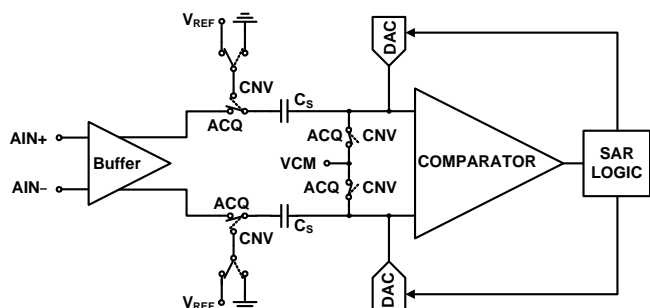 VREF
DAC
CNV
CS
ACQ
ACQ
CNV
AIN+
Buffer
VCM
COMPARATOR
SAR
LOGIC
AIN−
ACQ
CNV
ACQ
CS
CNV
DAC
VREF